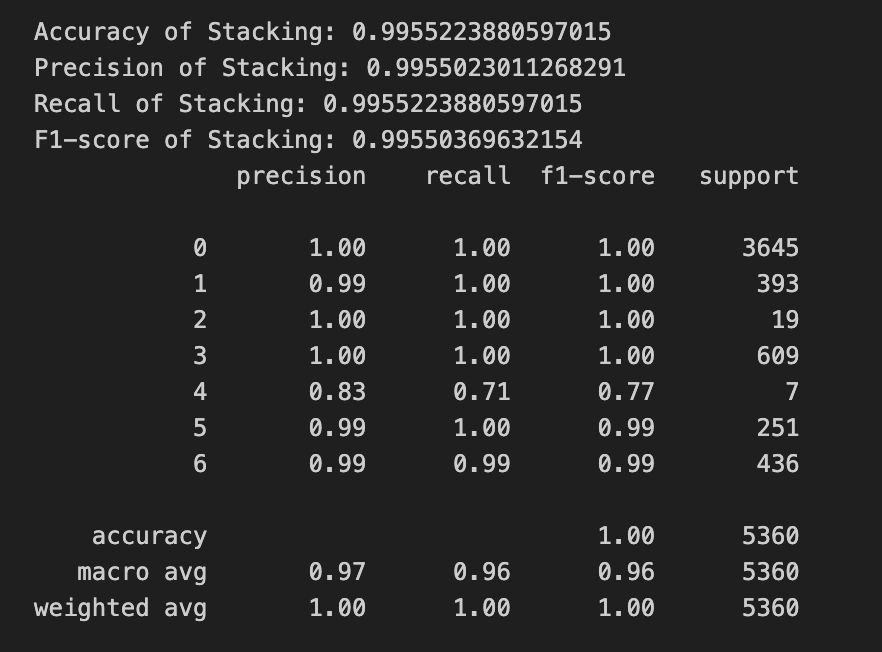 Accuracy of Stacking: 0.9955223880597015
Precision of Stacking: 0.9955023011268291
Recall of Stacking: 0.9955223880597015
F1-score of Stacking: 0.99550369632154
precision recall f1-score support
0 1.00 1.00 1.00 3645
1 0.99 1.00 1.00 393
2 1.00 1.00 1.00 19
3 1.00 1.00 1.00 609
4 0.83 0.71 0.77 7
5 0.99 1.00 0.99 251
6 0.99 0.99 0.99 436
accuracy 1.00 5360
macro avg 0.97 0.96 0.96 5360
weighted avg 1.00 1.00 1.00 5360